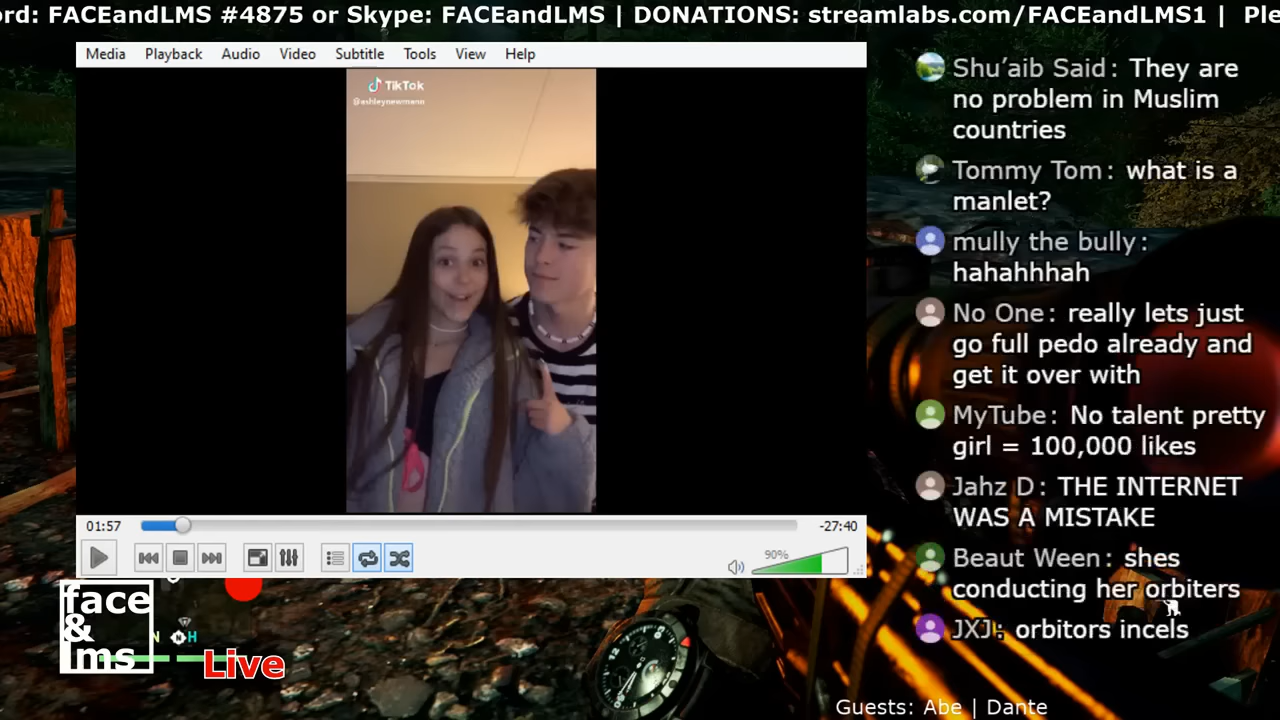 ord: FACEandLMS #4875 or Skype: FACEandLMS | DONATIONS: streamlabs.com/FACEandLMS1 | Ple
Media Playback Audio Video Subtitle Tools View Help
TikTok
@ashleynewmann
01:57
-27:40
90%
Shu’aib Said: They are
no problem in Muslim
countries
Tommy Tom: what is a
manlet?
mully the bully:
hahahhhah
No One: really lets just
go full pedo already and
get it over with
MyTube: No talent pretty
girl = 100,000 likes
Jahz D: THE INTERNET
WAS A MISTAKE
Beaut Ween: shes
conducting her orbiters
JXJ: orbitors incels
face
&
lms
N N H
Live
Guests: Abe | Dante